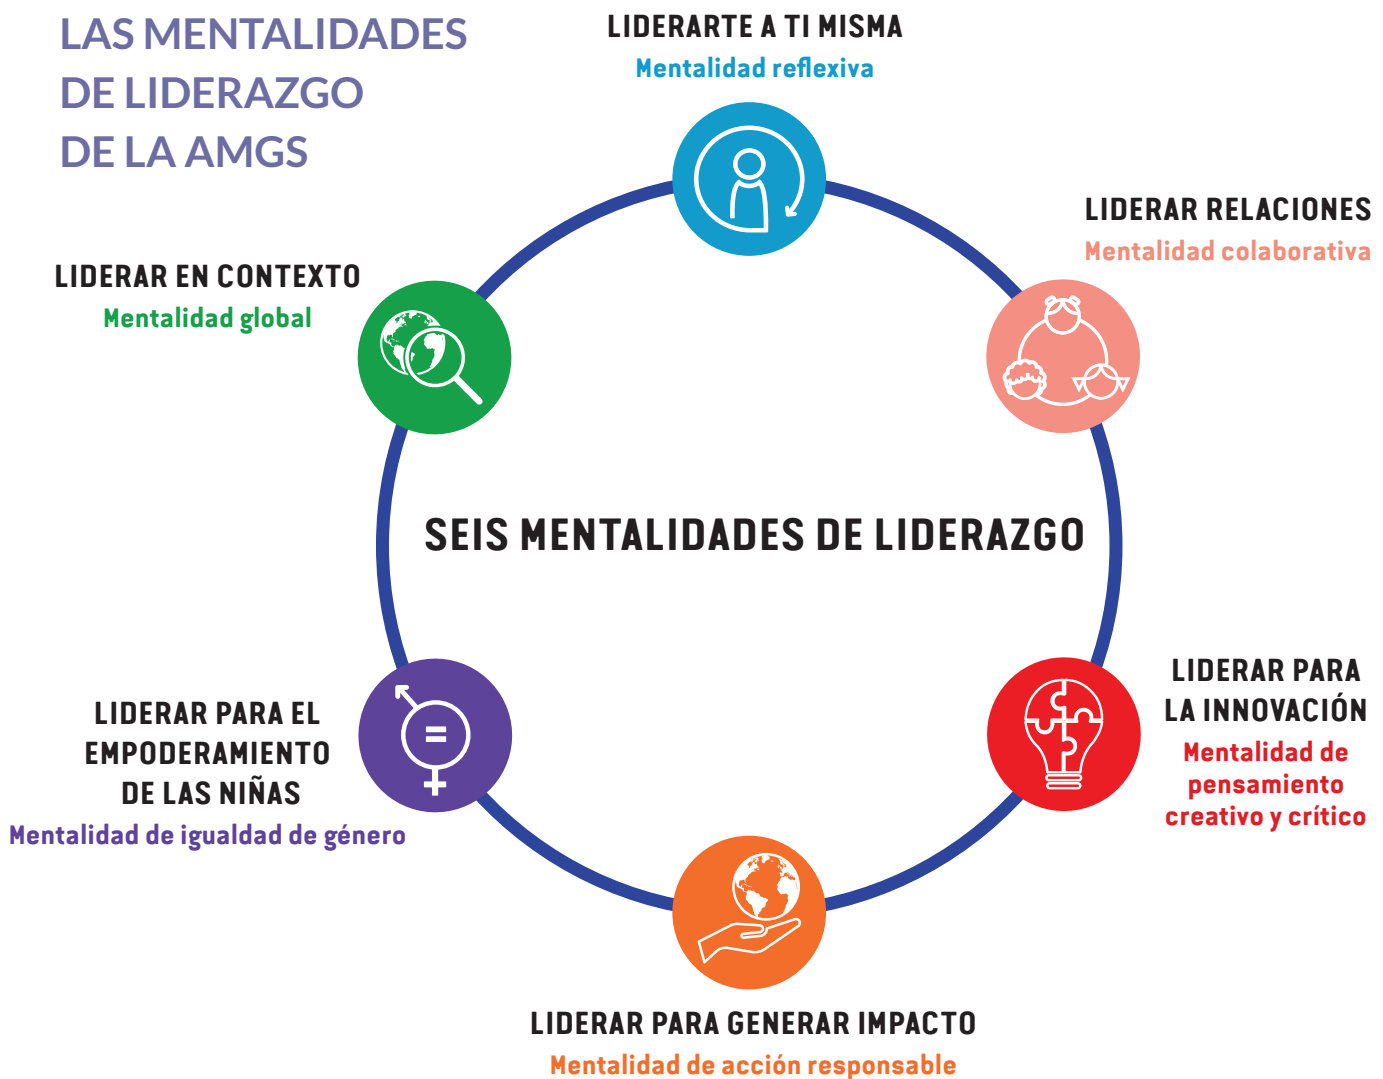 LAS MENTALIDADES
DE LIDERAZGO
DE LA AMGS
LIDERARTE A TI MISMA
Mentalidad reflexiva
LIDERAR RELACIONES
Mentalidad colaborativa
LIDERAR EN CONTEXTO
Mentalidad global
SEIS MENTALIDADES DE LIDERAZGO
LIDERAR PARA
LA INNOVACIÓN
Mentalidad de
pensamiento
creativo y crítico
LIDERAR PARA EL
EMPODERAMIENTO
DE LAS NIÑAS
Mentalidad de igualdad de género
LIDERAR PARA GENERAR IMPACTO
Mentalidad de acción responsable